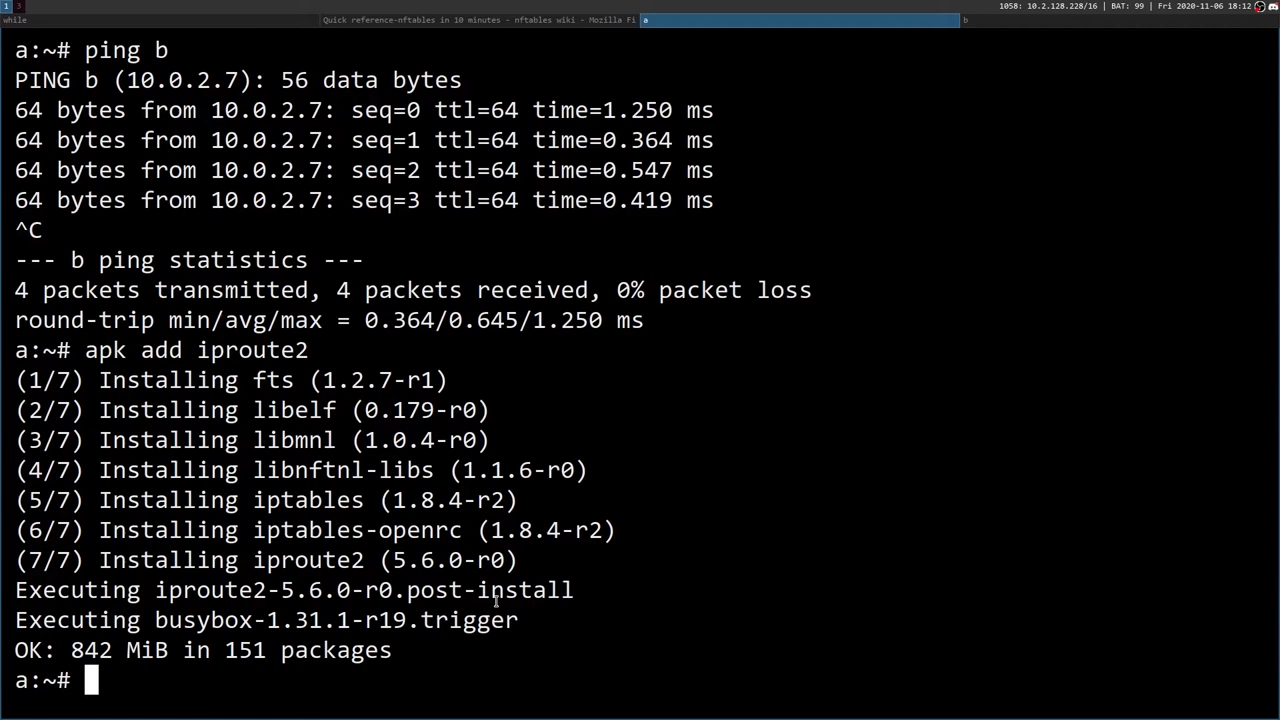 1 3 1058: 10.2.128.228/16 | BAT: 99 | Fri 2020-11-06 18:12
while Quick reference-nftables in 10 minutes - nftables wiki - Mozilla Fi a b
a:~# ping b
PING b (10.0.2.7): 56 data bytes
64 bytes from 10.0.2.7: seq=0 ttl=64 time=1.250 ms
64 bytes from 10.0.2.7: seq=1 ttl=64 time=0.364 ms
64 bytes from 10.0.2.7: seq=2 ttl=64 time=0.547 ms
64 bytes from 10.0.2.7: seq=3 ttl=64 time=0.419 ms
^C
--- b ping statistics ---
4 packets transmitted, 4 packets received, 0% packet loss
round-trip min/avg/max = 0.364/0.645/1.250 ms
a:~# apk add iproute2
(1/7) Installing fts (1.2.7-r1)
(2/7) Installing libelf (0.179-r0)
(3/7) Installing libmnl (1.0.4-r0)
(4/7) Installing libnftnl-libs (1.1.6-r0)
(5/7) Installing iptables (1.8.4-r2)
(6/7) Installing iptables-openrc (1.8.4-r2)
(7/7) Installing iproute2 (5.6.0-r0)
Executing iproute2-5.6.0-r0.post-install
Executing busybox-1.31.1-r19.trigger
OK: 842 MiB in 151 packages
a:~#